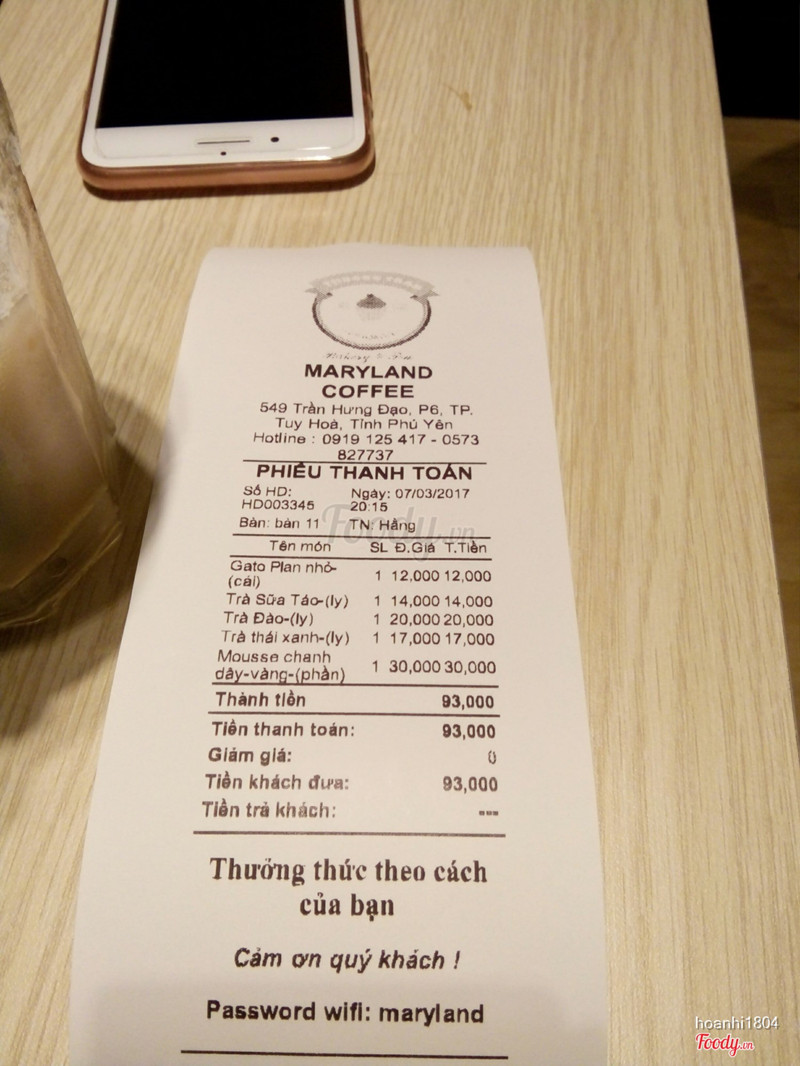 MARYLAND
COFFEE
549 Trần Hưng Đạo, P6, TP.
Tuy Hoà, Tỉnh Phú Yên
Hotline : 0919 125 417 - 0573
827737
PHIẾU THANH TOÁN
Số HD: Ngày: 07/03/2017
HD003345 20:15
Bàn: bàn 11 TN: Hằng
Tên món SL Đ.Giá T.Tiền
Gato Plan nhỏ-
(cái) 1 12,000 12,000
Trà Sữa Táo-(ly) 1 14,000 14,000
Trà Đào-(ly) 1 20,000 20,000
Trà thái xanh-(ly) 1 17,000 17,000
Mousse chanh
dây-vàng-(phần) 1 30,000 30,000
Thành tiền 93,000
Tiền thanh toán: 93,000
Giảm giá: 0
Tiền khách đưa: 93,000
Tiền trả khách: ---
Thưởng thức theo cách
của bạn
Cảm ơn quý khách !
Password wifi: maryland
Foody.vn
hoanhi1804
Foody.vn